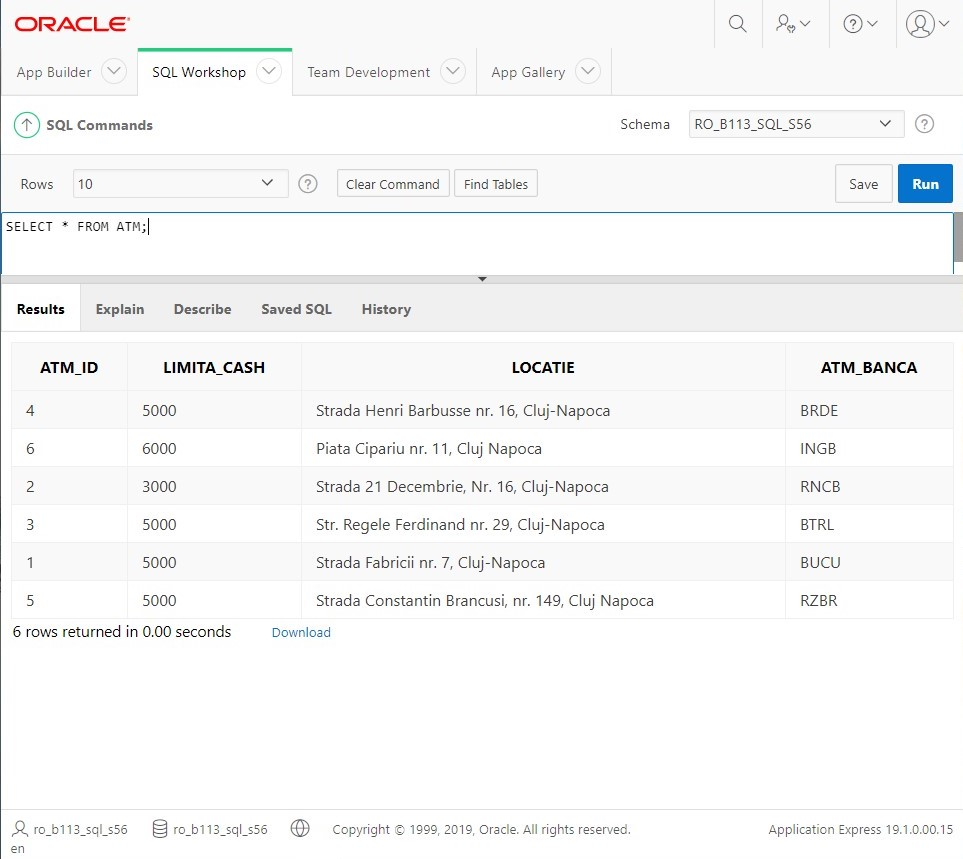 ORACLE
App Builder SQL Workshop Team Development App Gallery
SQL Commands Schema RO_B113_SQL_S56
Rows 10 Clear Command Find Tables Save Run
SELECT * FROM ATM;
Results Explain Describe Saved SQL History
ATM_ID LIMITA_CASH LOCATIE ATM_BANCA
4 5000 Strada Henri Barbusse nr. 16, Cluj-Napoca BRDE
6 6000 Piata Cipariu nr. 11, Cluj Napoca INGB
2 3000 Strada 21 Decembrie, Nr. 16, Cluj-Napoca RNCB
3 5000 Str. Regele Ferdinand nr. 29, Cluj-Napoca BTRL
1 5000 Strada Fabricii nr. 7, Cluj-Napoca BUCU
5 5000 Strada Constantin Brancusi, nr. 149, Cluj Napoca RZBR
6 rows returned in 0.00 seconds Download
ro_b113_sql_s56 ro_b113_sql_s56 Copyright © 1999, 2019, Oracle. All rights reserved. Application Express 19.1.0.00.15
en